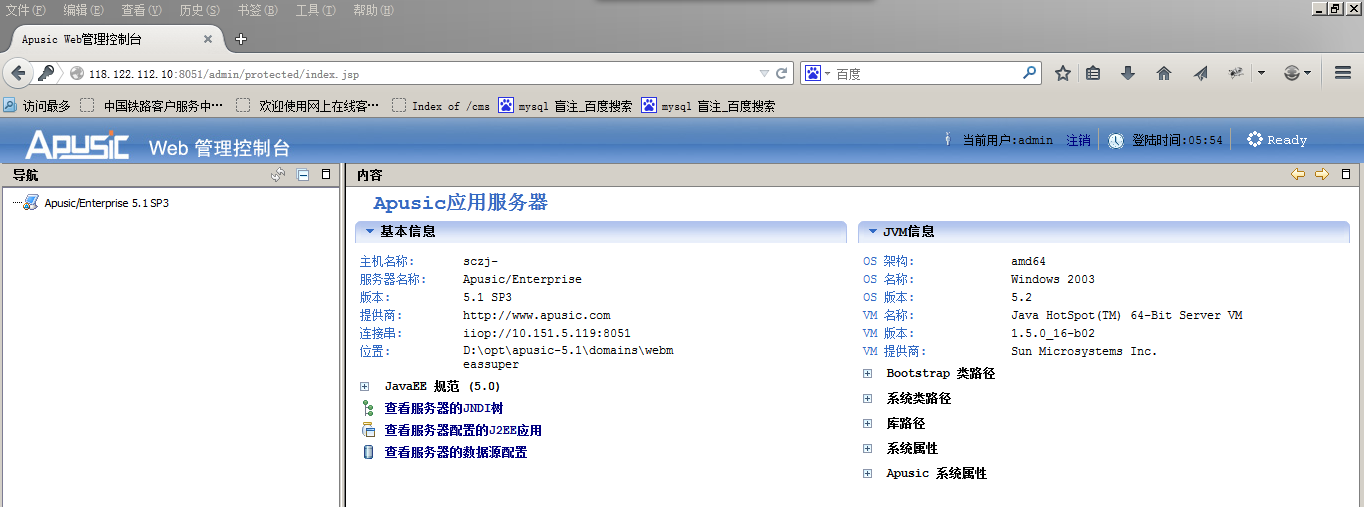 文件(F) 编辑(E) 查看(V) 历史(S) 书签(B) 工具(T) 帮助(H)
Apusic Web管理控制台
118.122.112.10:8051/admin/protected/index.jsp
百度
访问最多 中国铁路客户服务中… 欢迎使用网上在线客… Index of /cms mysql 盲注_百度搜索 mysql 盲注_百度搜索
Apusic Web 管理控制台
当前用户:admin 注销 登陆时间:05:54 Ready
导航
Apusic/Enterprise 5.1 SP3
内容
Apusic应用服务器
基本信息
主机名称: sczj-
服务器名称: Apusic/Enterprise
版本: 5.1 SP3
提供商: http://www.apusic.com
连接串: iiop://10.151.5.119:8051
位置: D:\opt\apusic-5.1\domains\webm
eassuper
JavaEE 规范 (5.0)
查看服务器的JNDI树
查看服务器配置的J2EE应用
查看服务器的数据源配置
JVM信息
OS 架构: amd64
OS 名称: Windows 2003
OS 版本: 5.2
VM 名称: Java HotSpot(TM) 64-Bit Server VM
VM 版本: 1.5.0_16-b02
VM 提供商: Sun Microsystems Inc.
Bootstrap 类路径
系统类路径
库路径
系统属性
Apusic 系统属性